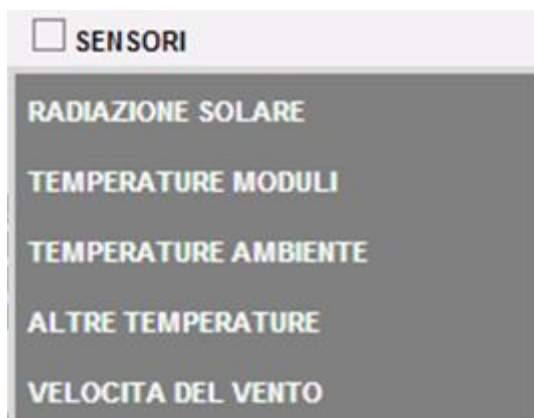 SENSORI
RADIAZIONE SOLARE
TEMPERATURE MODULI
TEMPERATURE AMBIENTE
ALTRE TEMPERATURE
VELOCITA DEL VENTO